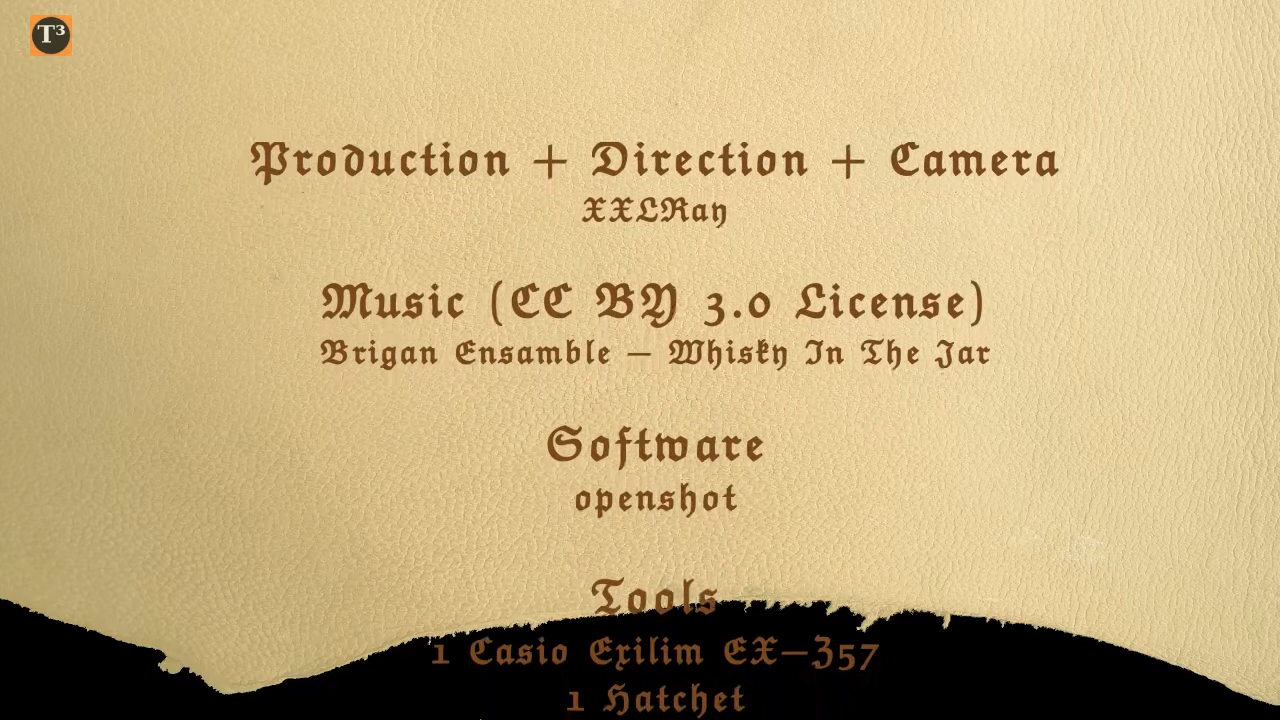 T³
Production + Direction + Camera
XXLRay
Music (CC BY 3.0 License)
Brigan Ensamble – Whisky In The Jar
Software
openshot
Tools
1 Casio Exilim EX–Z57
1 Hatchet